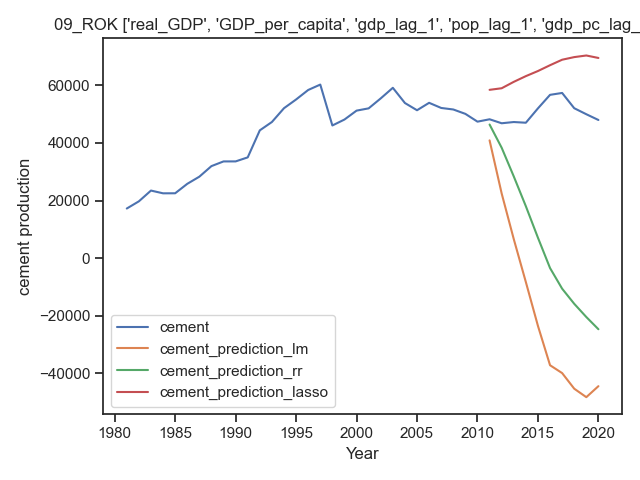 09_ROK ['real_GDP', 'GDP_per_capita', 'gdp_lag_1', 'pop_lag_1', 'gdp_pc_lag_
60000
40000
20000
0
−20000
−40000
cement production
cement
cement_prediction_lm
cement_prediction_rr
cement_prediction_lasso
1980 1985 1990 1995 2000 2005 2010 2015 2020
Year